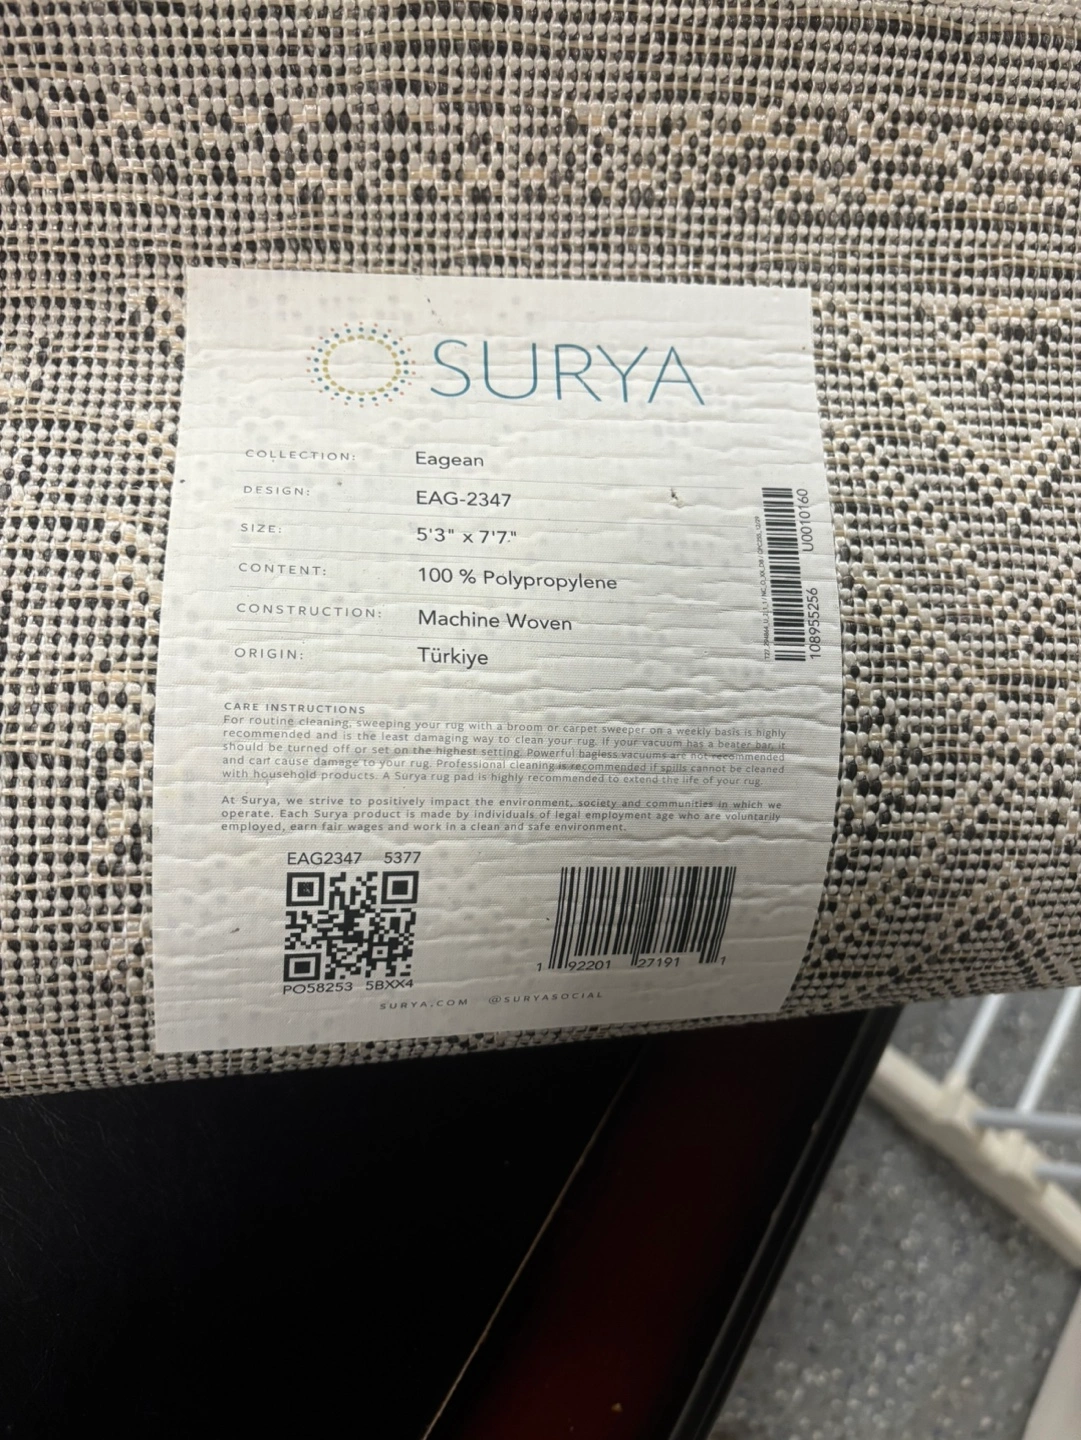 SURYA
COLLECTION: Eagean
DESIGN: EAG-2347
SIZE: 5'3" x 7'7"
CONTENT: 100 % Polypropylene
CONSTRUCTION: Machine Woven
ORIGIN: Türkiye
U0010160
108955256
CARE INSTRUCTIONS
For routine cleaning, sweeping your rug with a broom or carpet sweeper on a weekly basis is highly
recommended and is the least damaging way to clean your rug. If your vacuum has a beater bar, it
should be turned off or set on the highest setting. Powerful bagless vacuums are not recommended
and can cause damage to your rug. Professional cleaning is recommended if spills cannot be cleaned
with household products. A Surya rug pad is highly recommended to extend the life of your rug.
At Surya, we strive to positively impact the environment, society and communities in which we
operate. Each Surya product is made by individuals of legal employment age who are voluntarily
employed, earn fair wages and work in a clean and safe environment.
EAG2347 5377
PO58253 5BXX4
1 92201 27191 1
SURYA.COM @SURYASOCIAL